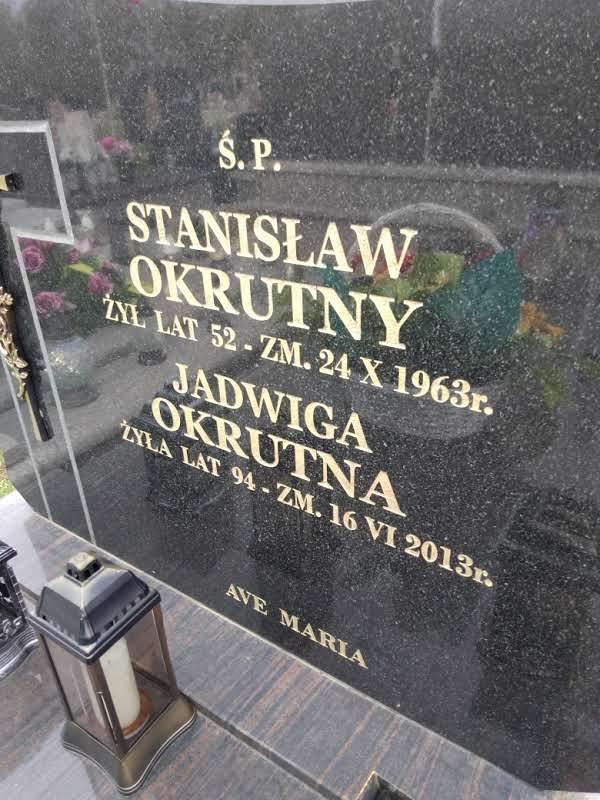 Ś. P.
STANISŁAW
OKRUTNY
ŻYŁ LAT 52 - ZM. 24 X 1963r.
JADWIGA
OKRUTNA
ŻYŁA LAT 94 - ZM. 16 VI 2013r.
AVE MARIA